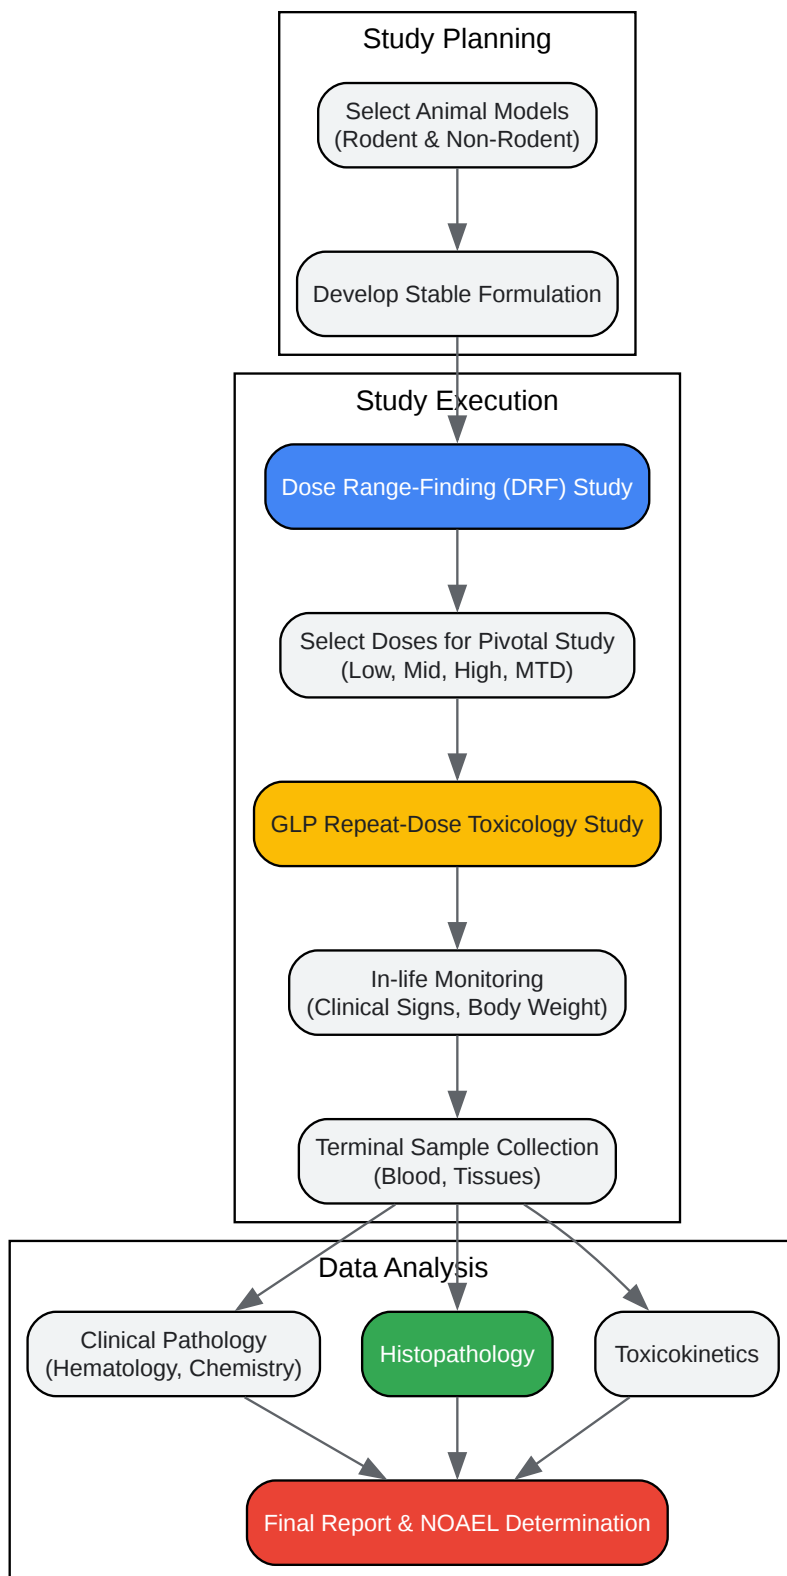 Study Planning
Select Animal Models
(Rodent & Non-Rodent)
Develop Stable Formulation
Study Execution
Dose Range-Finding (DRF) Study
Select Doses for Pivotal Study
(Low, Mid, High, MTD)
GLP Repeat-Dose Toxicology Study
In-life Monitoring
(Clinical Signs, Body Weight)
Terminal Sample Collection
(Blood, Tissues)
Data Analysis
Clinical Pathology
(Hematology, Chemistry)
Histopathology
Toxicokinetics
Final Report & NOAEL Determination